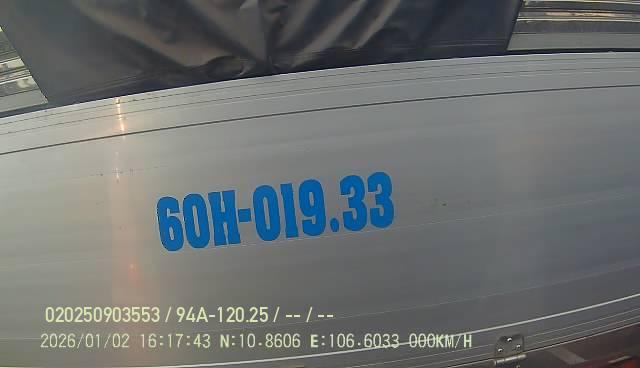 60H-019.33
020250903553 / 94A-120.25 / -- / --
2026/01/02 16:17:43 N:10.8606 E:106.6033 000KM/H